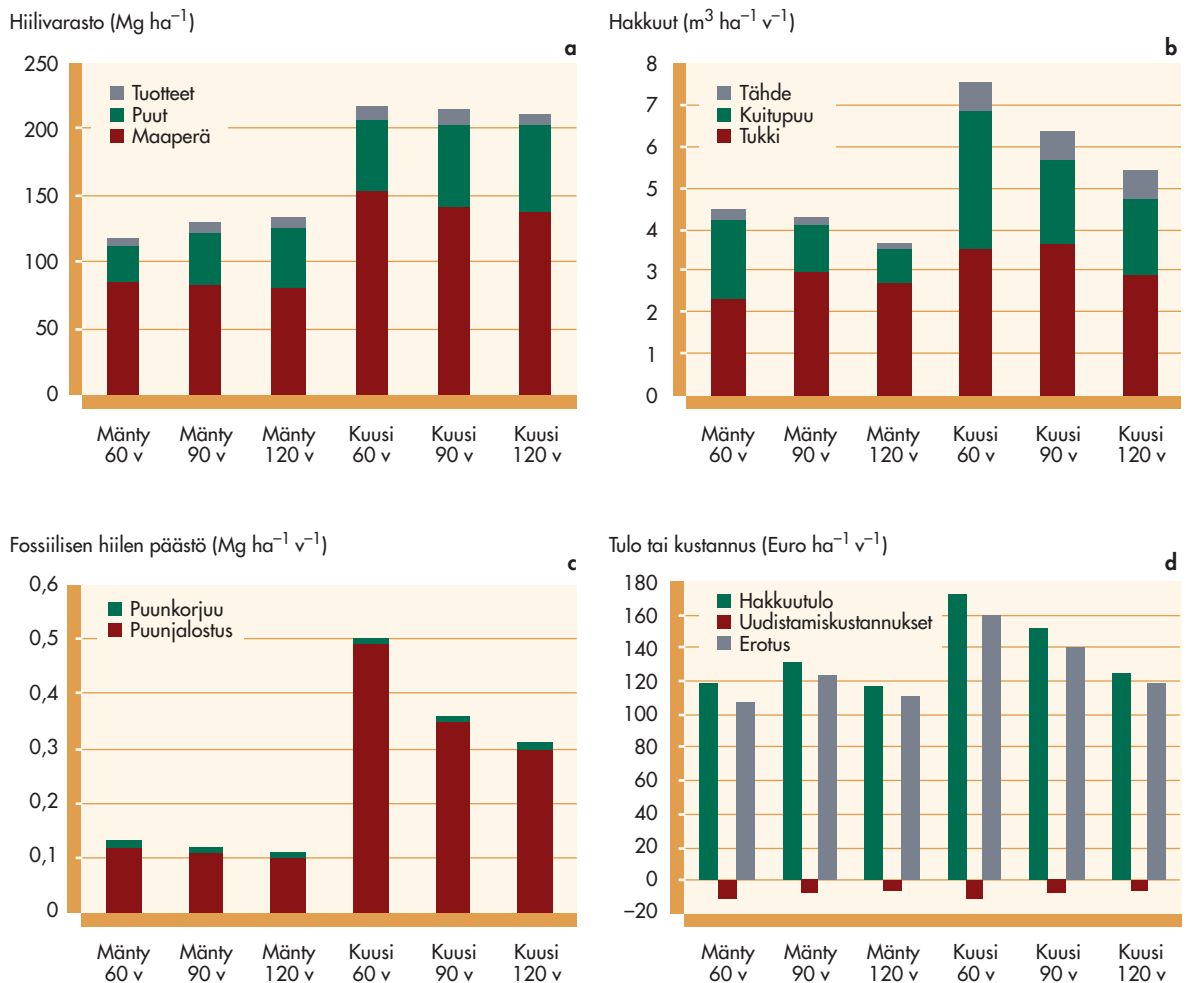 Hiilivarasto (Mg ha⁻¹)
a
250
200
150
100
50
0
Tuotteet
Puut
Maaperä
Mänty 60 v
Mänty 90 v
Mänty 120 v
Kuusi 60 v
Kuusi 90 v
Kuusi 120 v
Hakkuut (m³ ha⁻¹ v⁻¹)
b
8
7
6
5
4
3
2
1
0
Tähde
Kuitupuu
Tukki
Mänty 60 v
Mänty 90 v
Mänty 120 v
Kuusi 60 v
Kuusi 90 v
Kuusi 120 v
Fossiilisen hiilen päästö (Mg ha⁻¹ v⁻¹)
c
0,6
0,5
0,4
0,3
0,2
0,1
0
Puunkorjuu
Puunjalostus
Mänty 60 v
Mänty 90 v
Mänty 120 v
Kuusi 60 v
Kuusi 90 v
Kuusi 120 v
Tulo tai kustannus (Euro ha⁻¹ v⁻¹)
d
180
160
140
120
100
80
60
40
20
0
–20
Hakkuutulo
Uudistamiskustannukset
Erotus
Mänty 60 v
Mänty 90 v
Mänty 120 v
Kuusi 60 v
Kuusi 90 v
Kuusi 120 v